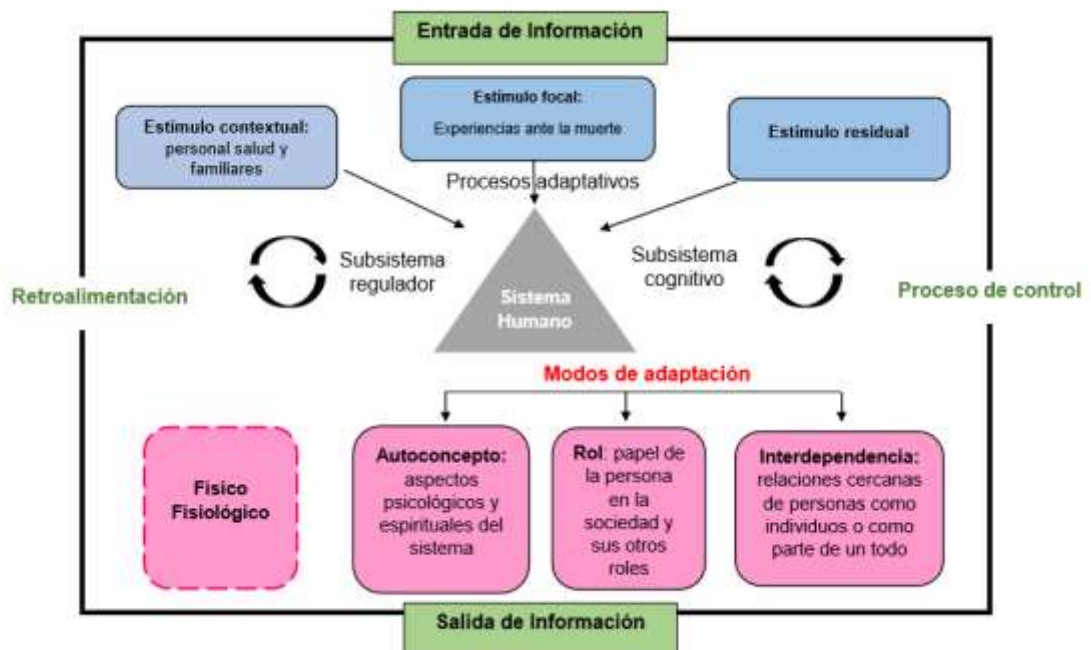 Entrada de Información
Estímulo focal:
Experiencias ante la muerte
Estímulo contextual:
personal salud y
familiares
Estímulo residual
Procesos adaptativos
Subsistema
regulador
Subsistema
cognitivo
Retroalimentación
Proceso de control
Sistema
Humano
Modos de adaptación
Físico
Fisiológico
Autoconcepto:
aspectos
psicológicos y
espirituales del
sistema
Rol: papel de
la persona
en la
sociedad y
sus otros
roles
Interdependencia:
relaciones cercanas
de personas como
individuos o como
parte de un todo
Salida de Información